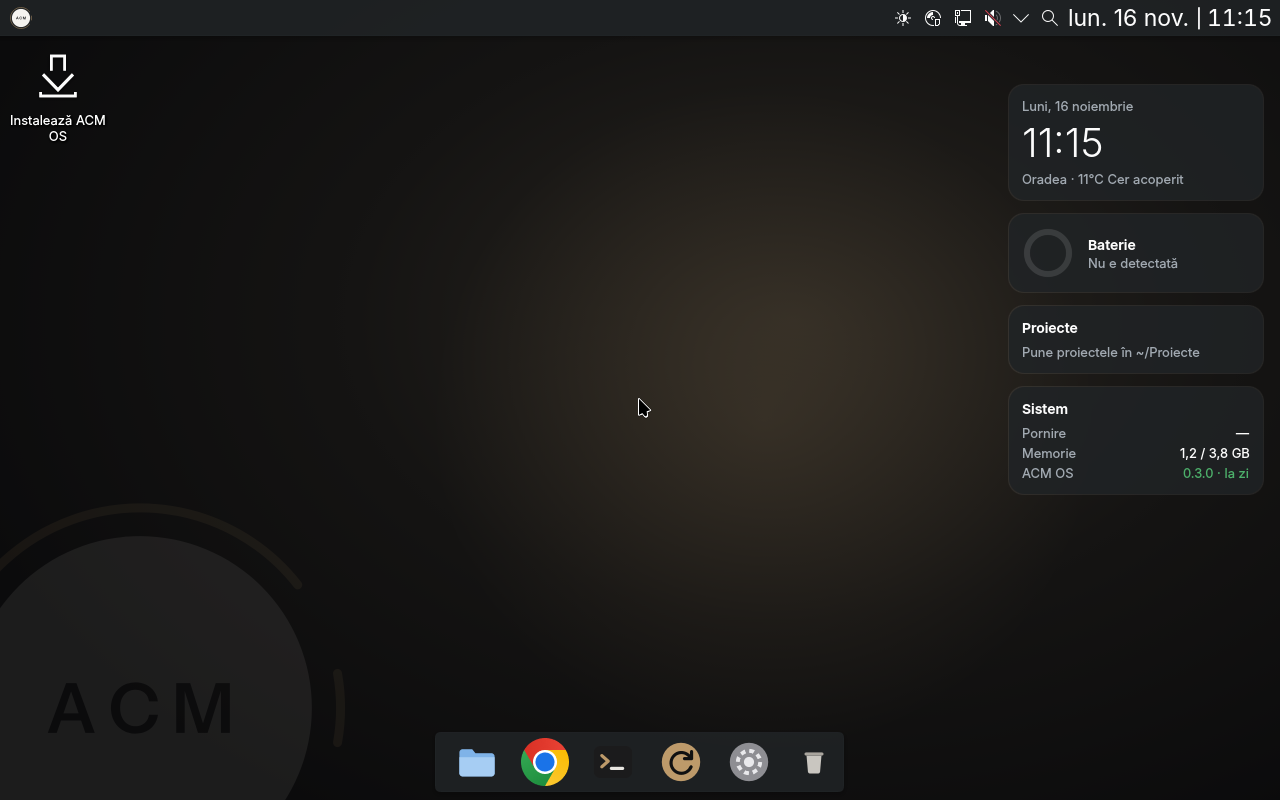 ACM
lun. 16 nov. | 11:15
Instalează ACM
OS
Luni, 16 noiembrie
11:15
Oradea · 11°C Cer acoperit
Baterie
Nu e detectată
Proiecte
Pune proiectele în ~/Proiecte
Sistem
Pornire —
Memorie 1,2 / 3,8 GB
ACM OS 0.3.0 · la zi
ACM